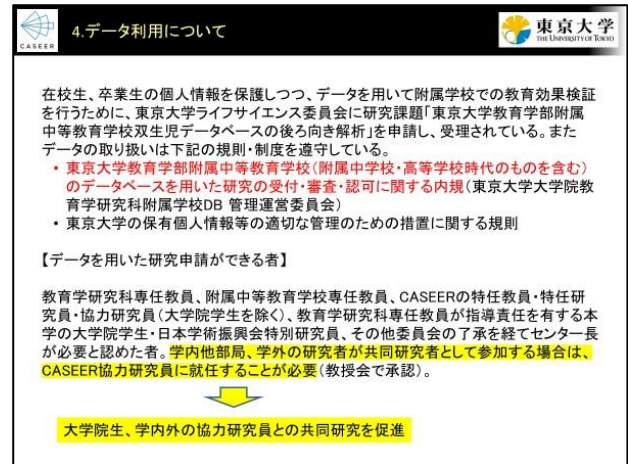 CASEER
4.データ利用について
東京大学
THE UNIVERSITY OF TOKYO
在校生、卒業生の個人情報を保護しつつ、データを用いて附属学校での教育効果検証
を行うために、東京大学ライフサイエンス委員会に研究課題「東京大学教育学部附属
中等教育学校双生児データベースの後ろ向き解析」を申請し、受理されている。また
データの取り扱いは下記の規則・制度を遵守している。
・東京大学教育学部附属中等教育学校(附属中学校・高等学校時代のものを含む)
のデータベースを用いた研究の受付・審査・認可に関する内規(東京大学大学院教
育学研究科附属学校DB 管理運営委員会)
・東京大学の保有個人情報等の適切な管理のための措置に関する規則
【データを用いた研究申請ができる者】
教育学研究科専任教員、附属中等教育学校専任教員、CASEERの特任教員・特任研
究員・協力研究員(大学院学生を除く)、教育学研究科専任教員が指導責任を有する本
学の大学院学生・日本学術振興会特別研究員、その他委員会の了承を経てセンター長
が必要と認めた者。学内他部局、学外の研究者が共同研究者として参加する場合は、
CASEER協力研究員に就任することが必要(教授会で承認)。
大学院生、学内外の協力研究員との共同研究を促進